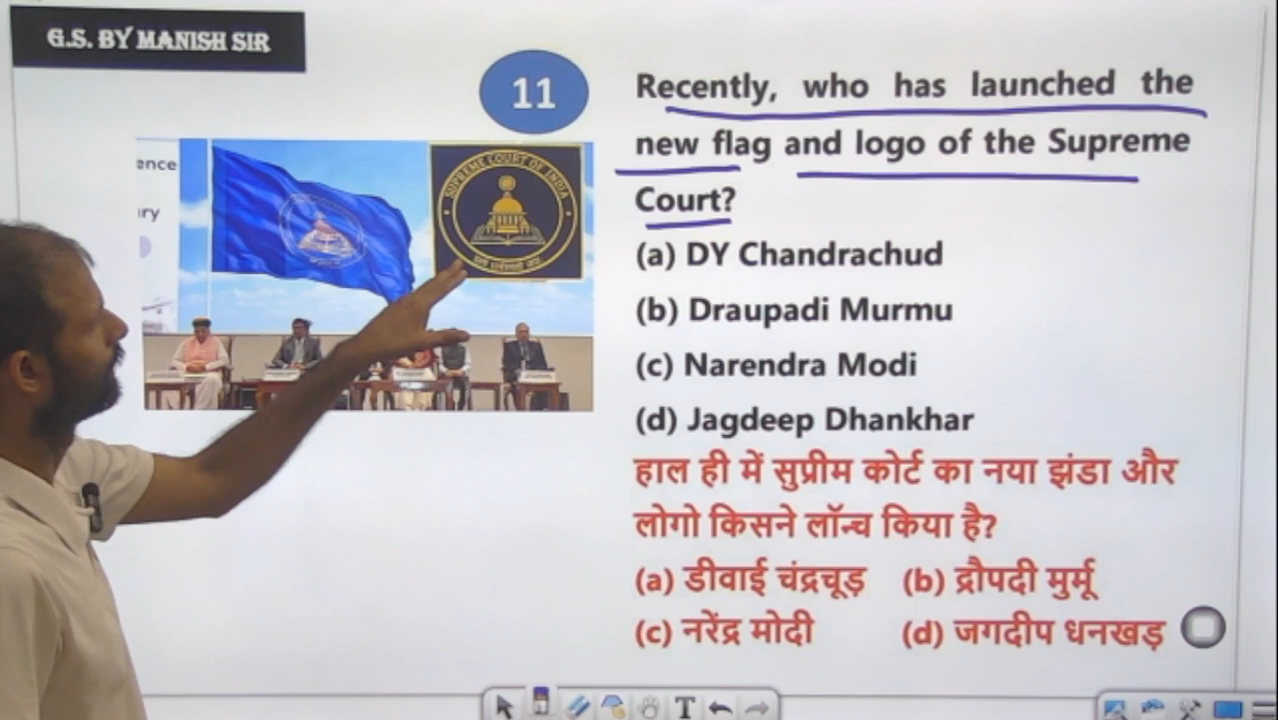 G.S. BY MANISH SIR
11
Recently, who has launched the
new flag and logo of the Supreme
Court?
(a) DY Chandrachud
(b) Draupadi Murmu
(c) Narendra Modi
(d) Jagdeep Dhankhar
हाल ही में सुप्रीम कोर्ट का नया झंडा और
लोगो किसने लॉन्च किया है?
(a) डीवाई चंद्रचूड़ (b) द्रौपदी मुर्मू
(c) नरेंद्र मोदी (d) जगदीप धनखड़
ence
ary
SUPREME COURT OF INDIA
T